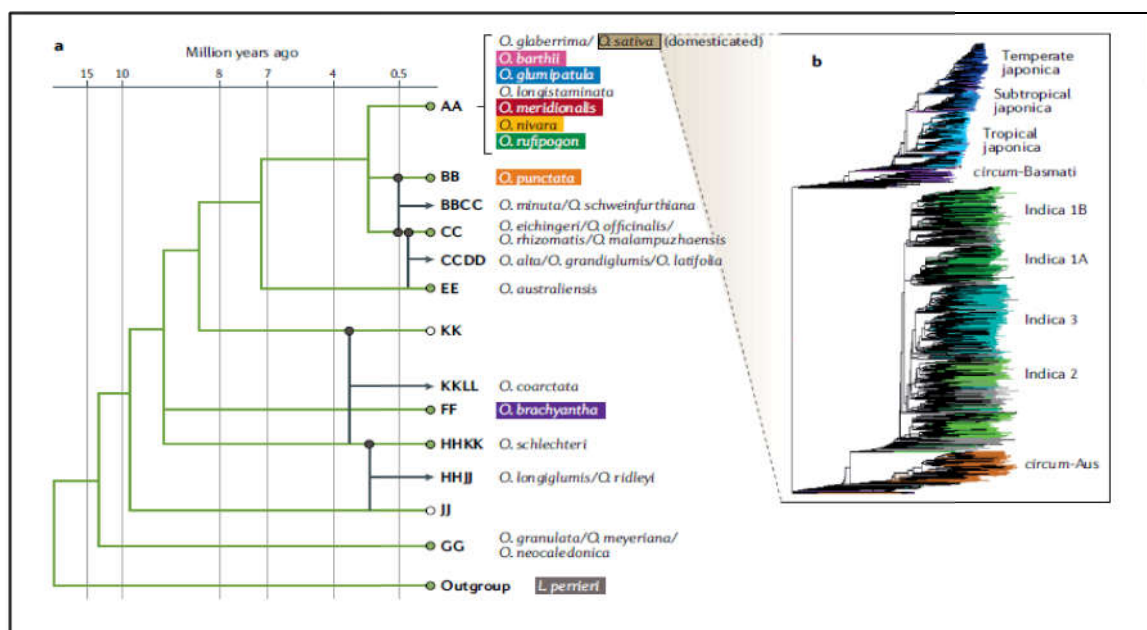 a
Million years ago
15 10 8 7 4 0.5
O. glaberrima/ O. sativa (domesticated)
O. barthii
O. glumipatula
O. longistaminata
AA
O. meridionalis
O. nivara
O. rufipogon
BB O. punctata
BBCC O. minuta/O. schweinfurthiana
CC O. eichingeri/O. officinalis/
O. rhizomatis/O. malampuzhaensis
CCDD O. alta/O. grandiglumis/O. latifolia
EE O. australiensis
KK
KKLL O. coarctata
FF O. brachyantha
HHKK O. schlechteri
HHJJ O. longiglumis/O. ridleyi
JJ
GG O. granulata/O. meyeriana/
O. neocaledonica
Outgroup L. perrieri
b
Temperate
japonica
Subtropical
japonica
Tropical
japonica
circum-Basmati
Indica 1B
Indica 1A
Indica 3
Indica 2
circum-Aus